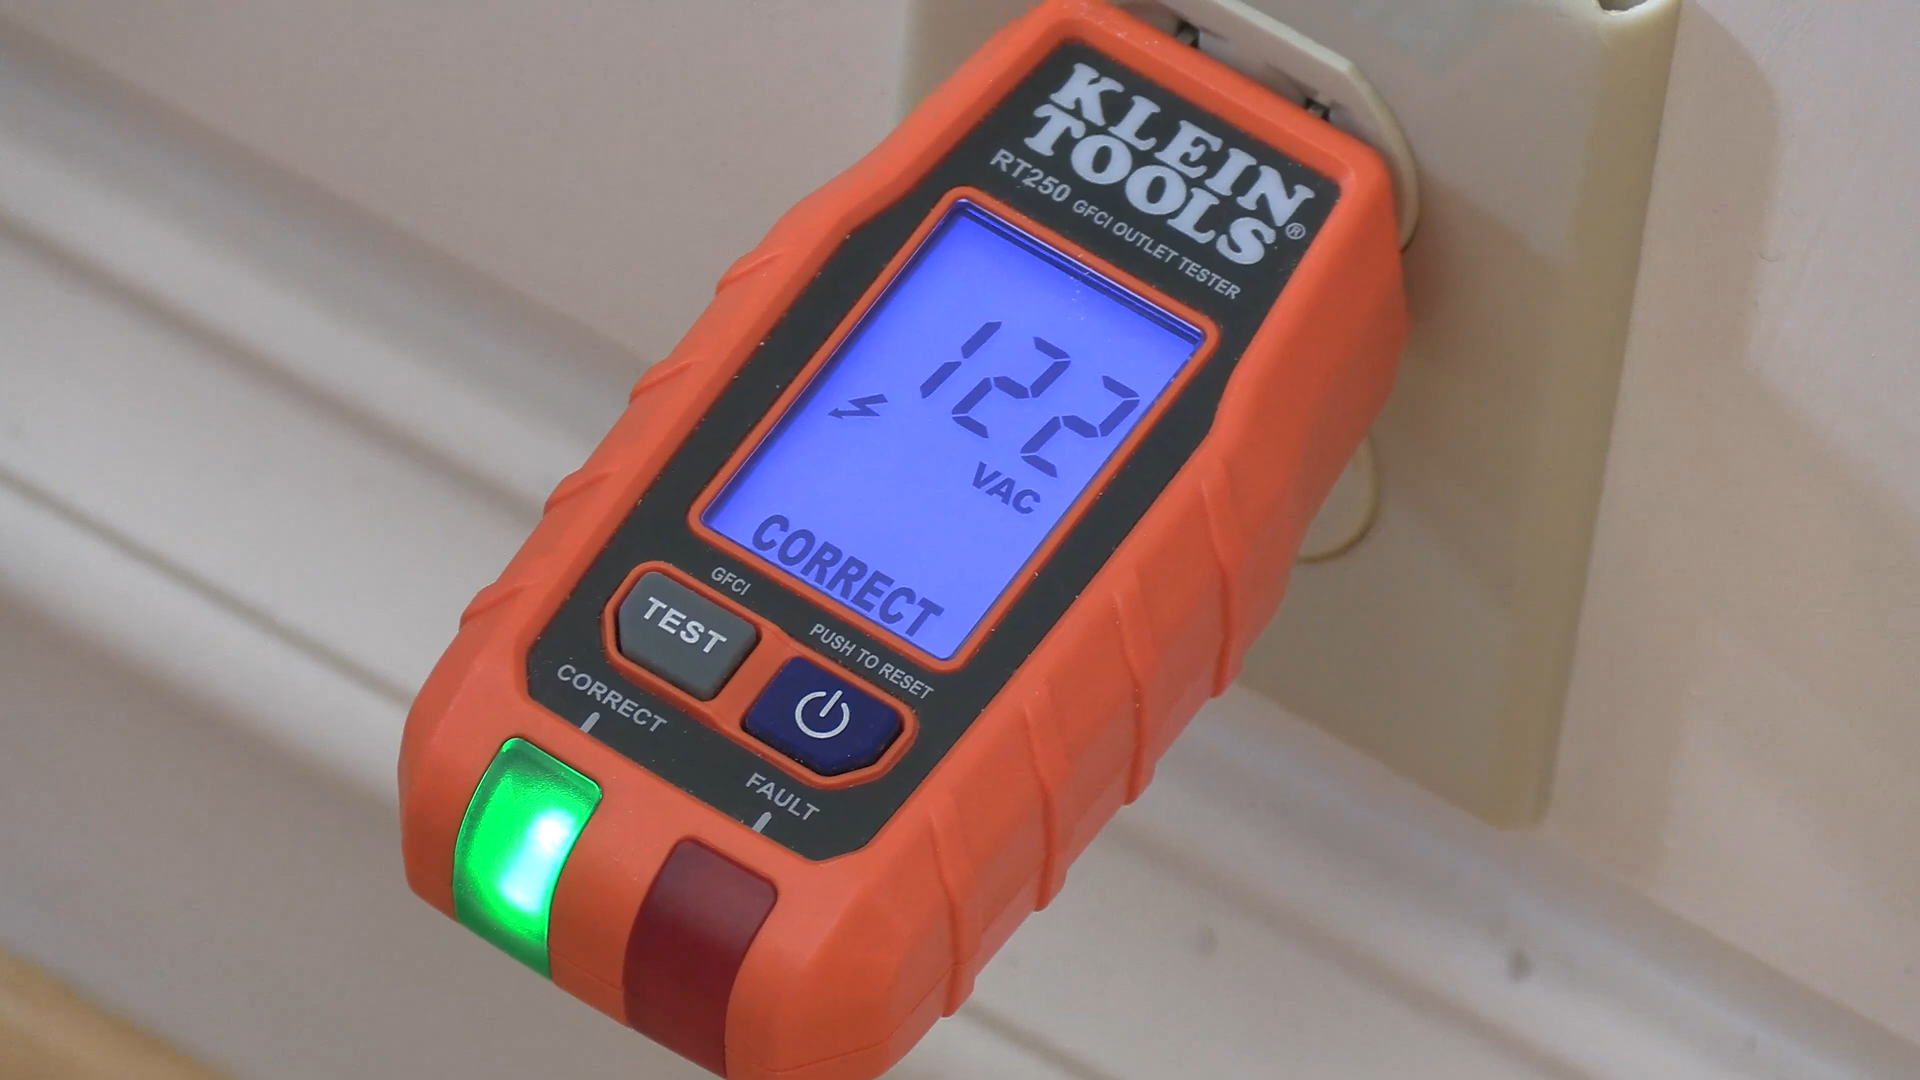 KLEIN
TOOLS®
RT250 GFCI OUTLET TESTER
122
VAC
CORRECT
GFCI
TEST
PUSH TO RESET
CORRECT
FAULT